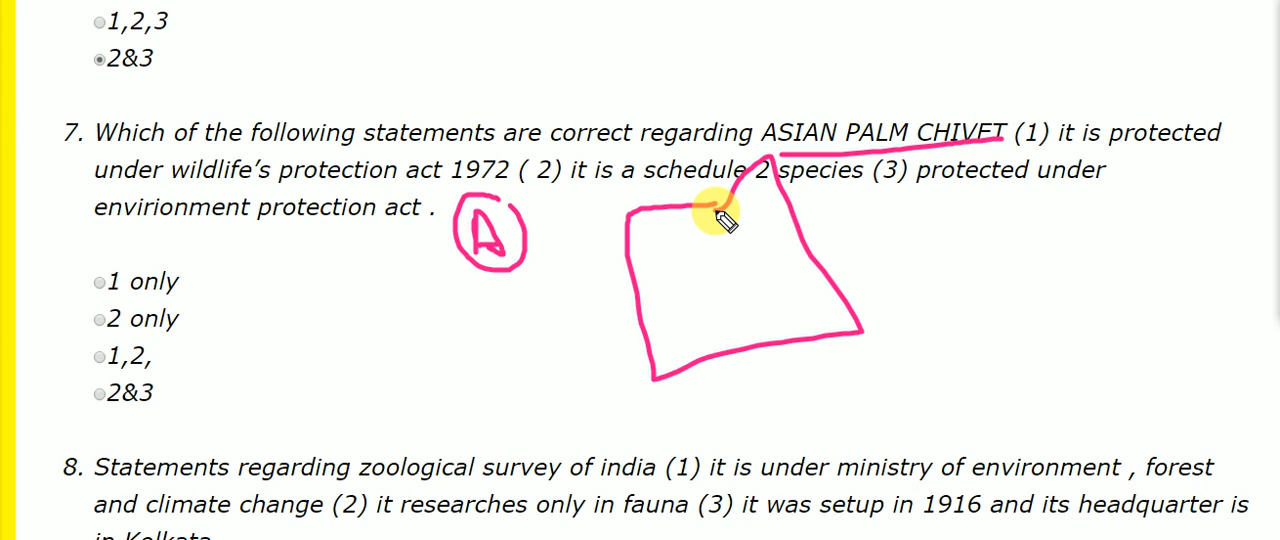 1,2,3
2&3
7. Which of the following statements are correct regarding ASIAN PALM CHIVET (1) it is protected
under wildlife’s protection act 1972 ( 2) it is a schedule 2 species (3) protected under
envirionment protection act .
A
1 only
2 only
1,2,
2&3
8. Statements regarding zoological survey of india (1) it is under ministry of environment , forest
and climate change (2) it researches only in fauna (3) it was setup in 1916 and its headquarter is
in Kolkata